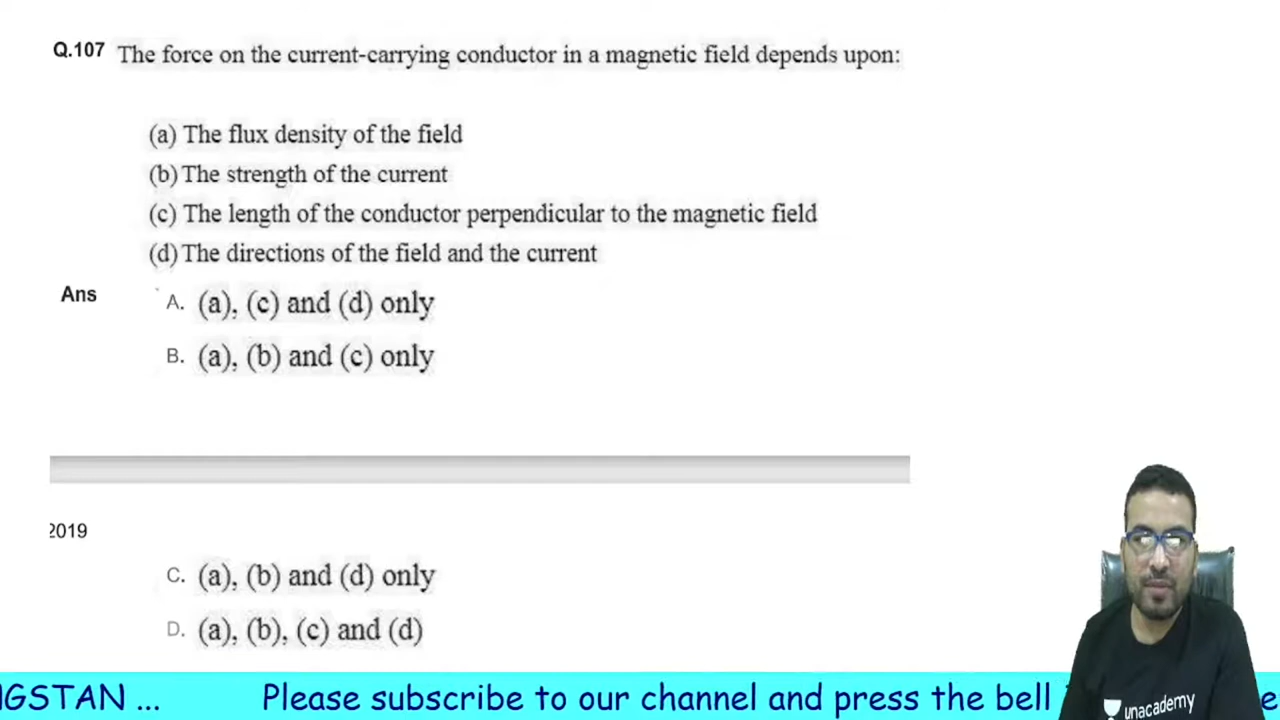 Q.107 The force on the current-carrying conductor in a magnetic field depends upon:
(a) The flux density of the field
(b) The strength of the current
(c) The length of the conductor perpendicular to the magnetic field
(d) The directions of the field and the current
Ans
A. (a), (c) and (d) only
B. (a), (b) and (c) only
2019
C. (a), (b) and (d) only
D. (a), (b), (c) and (d)
NGSTAN ... Please subscribe to our channel and press the bell
unacademy